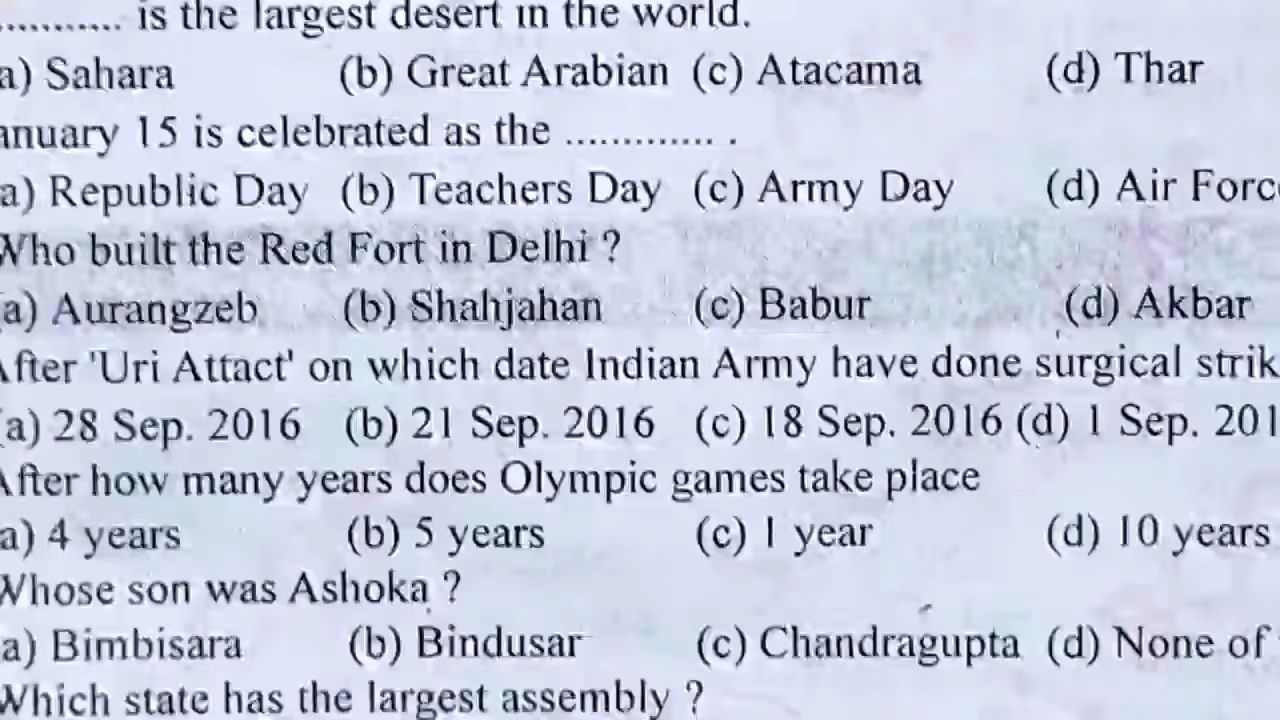 ............ is the largest desert in the world.
a) Sahara (b) Great Arabian (c) Atacama (d) Thar
anuary 15 is celebrated as the ............. .
a) Republic Day (b) Teachers Day (c) Army Day (d) Air Forc
Who built the Red Fort in Delhi ?
(a) Aurangzeb (b) Shahjahan (c) Babur (d) Akbar
After 'Uri Attact' on which date Indian Army have done surgical strik
(a) 28 Sep. 2016 (b) 21 Sep. 2016 (c) 18 Sep. 2016 (d) 1 Sep. 201
After how many years does Olympic games take place
a) 4 years (b) 5 years (c) 1 year (d) 10 years
Whose son was Ashoka ?
a) Bimbisara (b) Bindusar (c) Chandragupta (d) None of
Which state has the largest assembly ?